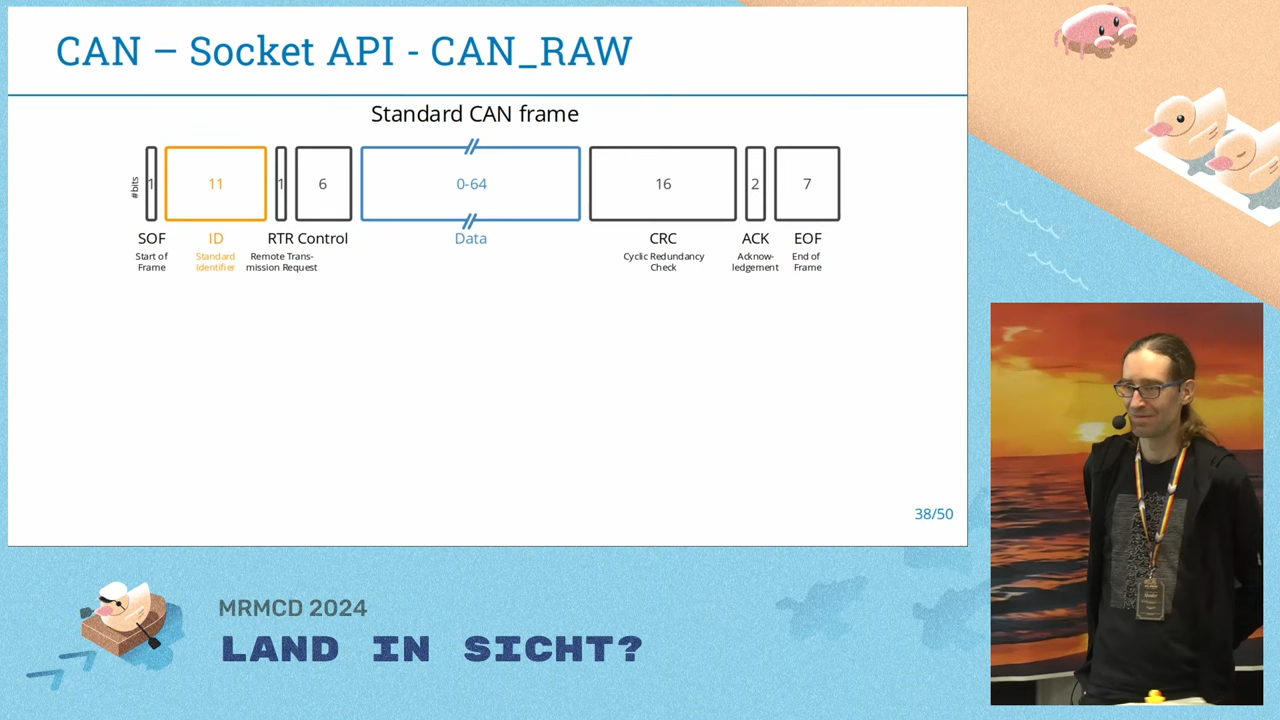 CAN – Socket API - CAN_RAW
Standard CAN frame
#bits
1
11
1
6
0-64
16
2
7
SOF
ID
RTR
Control
Data
CRC
ACK
EOF
Start of
Frame
Standard
Identifier
Remote Trans-
mission Request
Cyclic Redundancy
Check
Acknow-
ledgement
End of
Frame
38/50
MRMCD 2024
LAND IN SICHT?